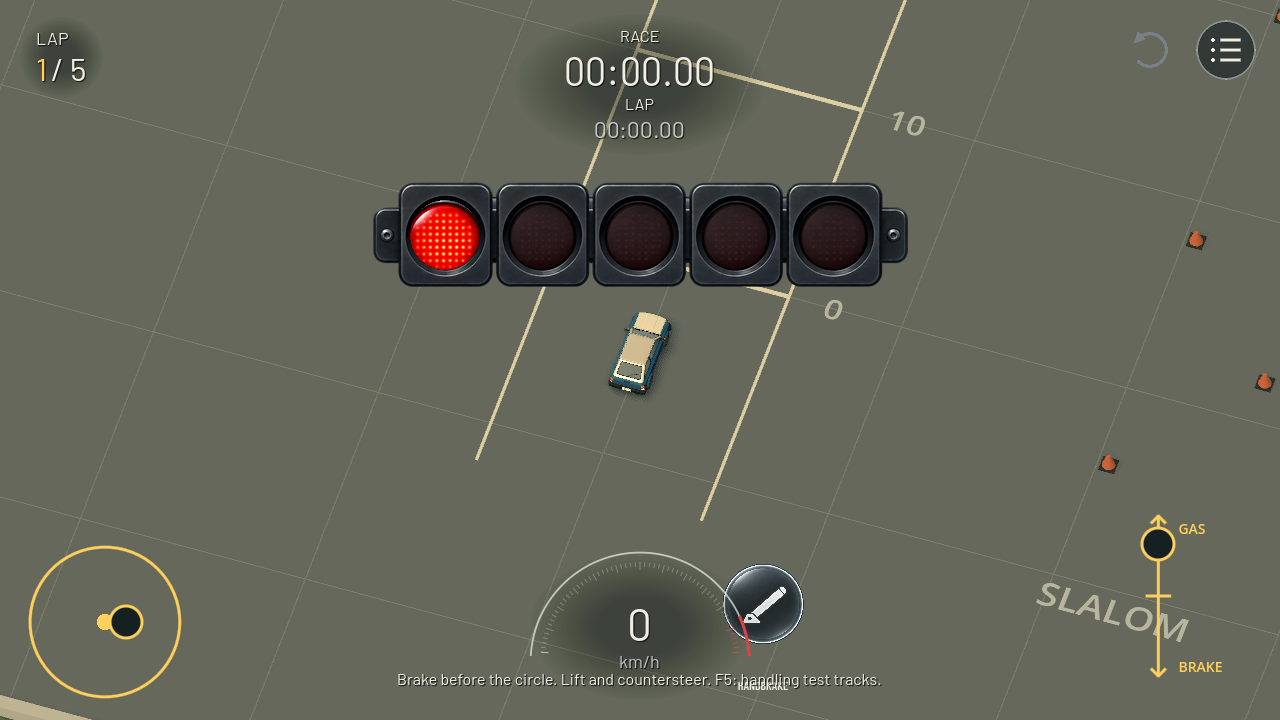 LAP
1/ 5
RACE
00:00.00
LAP
00:00.00
10
0
GAS
SLALOM
BRAKE
0
km/h
Brake before the circle. Lift and countersteer. F5: handling test tracks.
HANDBRAKE